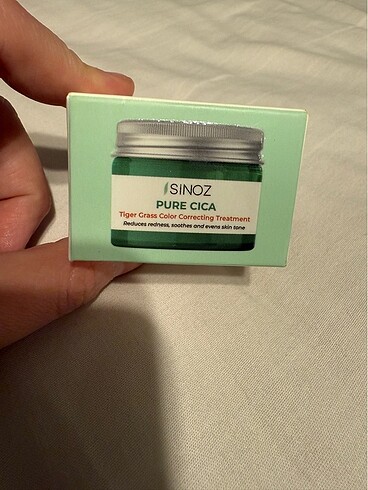 SINOZ
PURE CICA
Tiger Grass Color Correcting Treatment
Reduces redness, soothes and evens skin tone